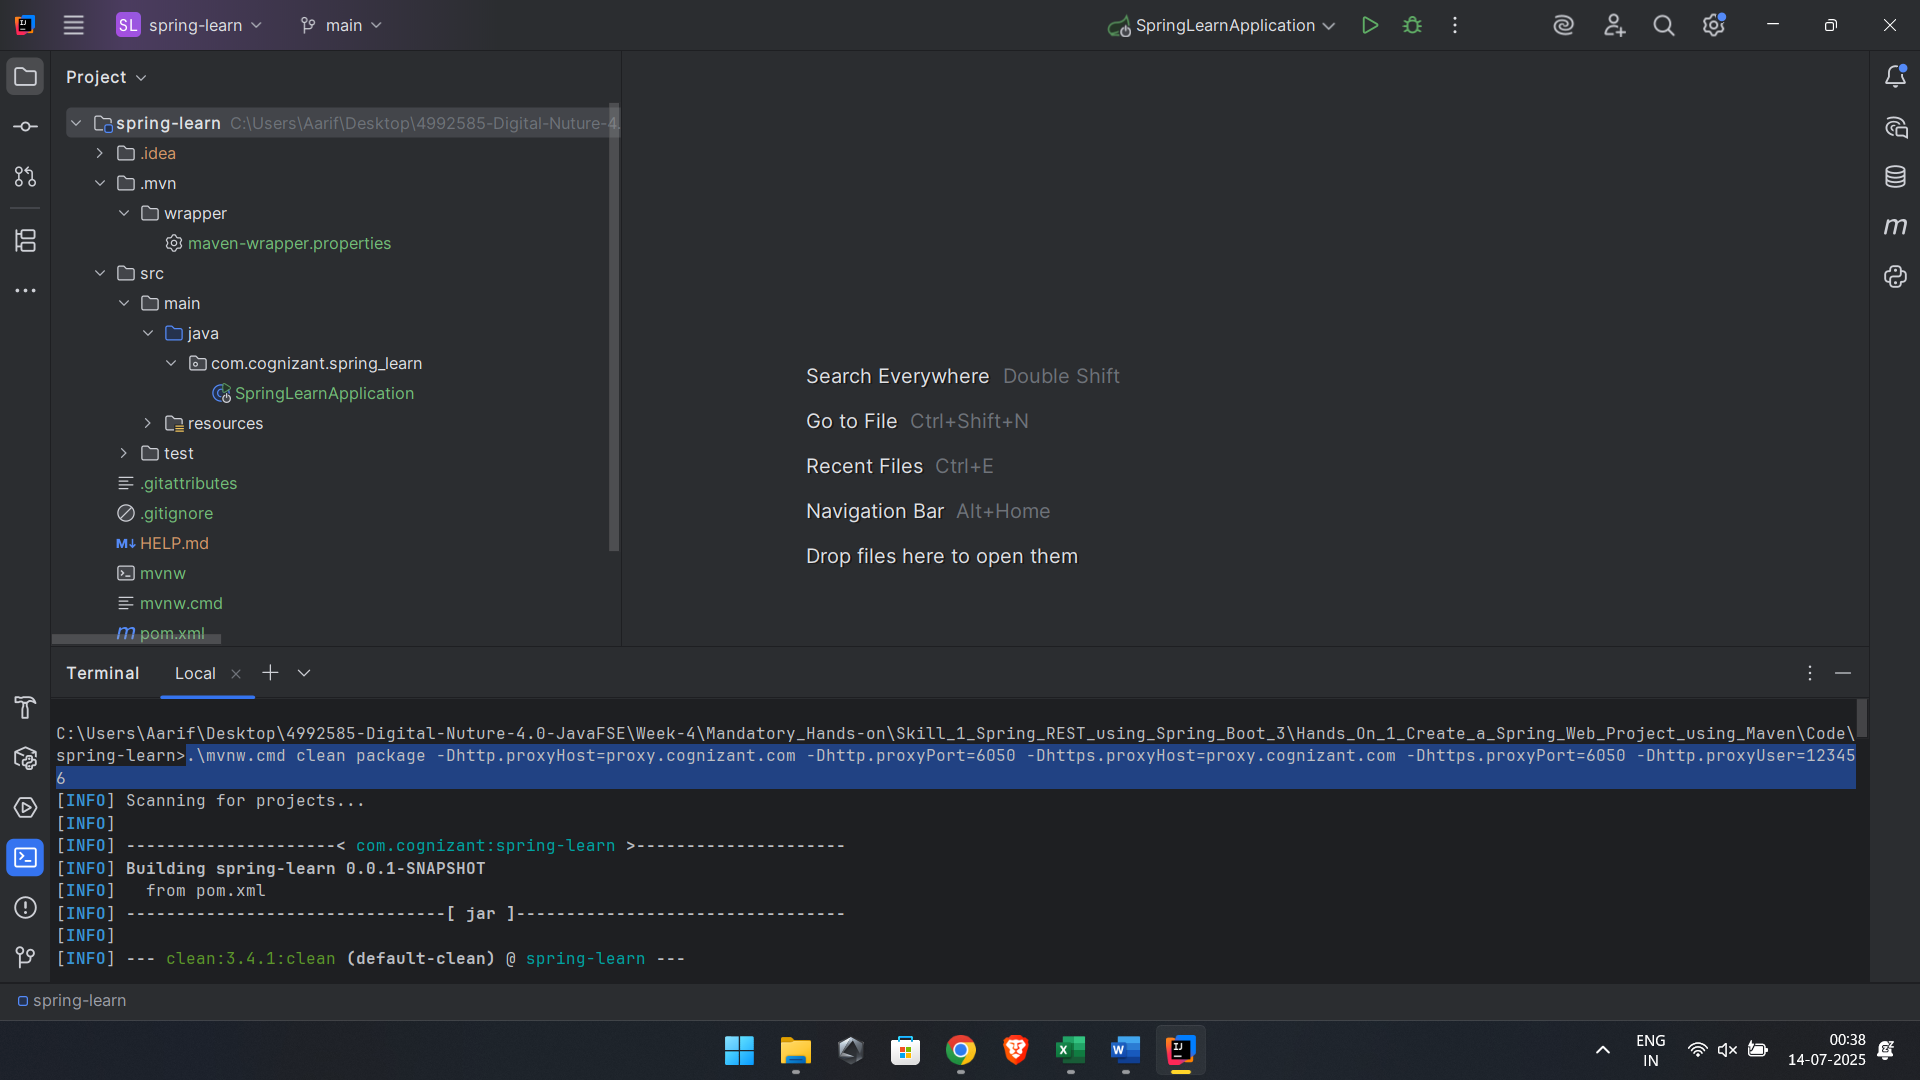 SL spring-learn
main
SpringLearnApplication
Project
spring-learn C:\Users\Aarif\Desktop\4992585-Digital-Nuture-4.
.idea
.mvn
wrapper
maven-wrapper.properties
src
main
java
com.cognizant.spring_learn
SpringLearnApplication
resources
test
.gitattributes
.gitignore
M↓ HELP.md
mvnw
mvnw.cmd
m pom.xml
Search Everywhere Double Shift
Go to File Ctrl+Shift+N
Recent Files Ctrl+E
Navigation Bar Alt+Home
Drop files here to open them
Terminal Local
C:\Users\Aarif\Desktop\4992585-Digital-Nuture-4.0-JavaFSE\Week-4\Mandatory_Hands-on\Skill_1_Spring_REST_using_Spring_Boot_3\Hands_On_1_Create_a_Spring_Web_Project_using_Maven\Code\
spring-learn>.\mvnw.cmd clean package -Dhttp.proxyHost=proxy.cognizant.com -Dhttp.proxyPort=6050 -Dhttps.proxyHost=proxy.cognizant.com -Dhttps.proxyPort=6050 -Dhttp.proxyUser=12345
6
[INFO] Scanning for projects...
[INFO]
[INFO] ---------------------< com.cognizant:spring-learn >---------------------
[INFO] Building spring-learn 0.0.1-SNAPSHOT
[INFO]   from pom.xml
[INFO] --------------------------------[ jar ]---------------------------------
[INFO]
[INFO] --- clean:3.4.1:clean (default-clean) @ spring-learn ---
spring-learn
ENG
IN
00:38
14-07-2025